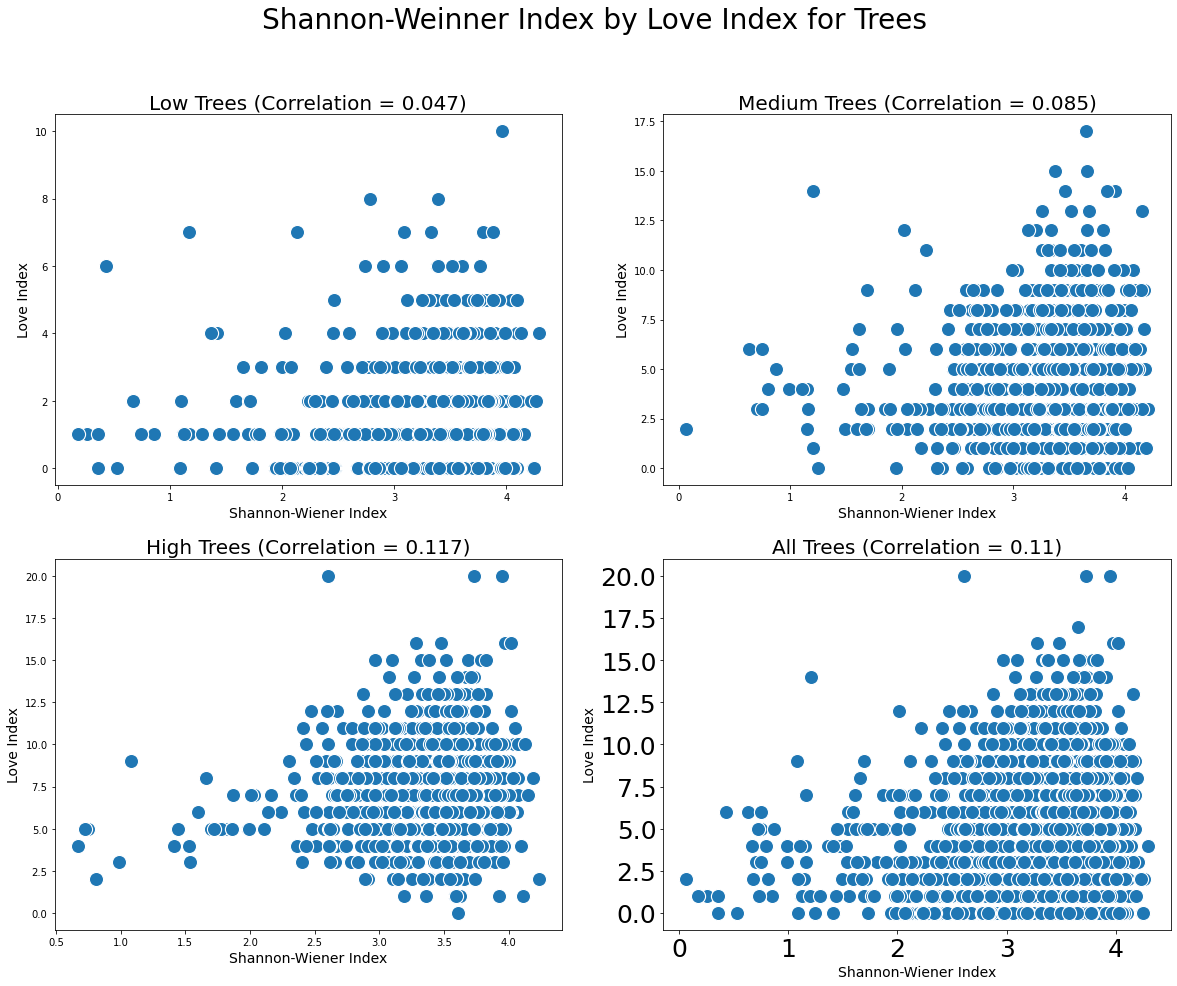 Shannon-Weinner Index by Love Index for Trees
Low Trees (Correlation = 0.047)
10
8
6
4
2
0
Love Index
0 1 2 3 4
Shannon-Wiener Index
Medium Trees (Correlation = 0.085)
17.5
15.0
12.5
10.0
7.5
5.0
2.5
0.0
Love Index
0 1 2 3 4
Shannon-Wiener Index
High Trees (Correlation = 0.117)
20.0
17.5
15.0
12.5
10.0
7.5
5.0
2.5
0.0
Love Index
0.5 1.0 1.5 2.0 2.5 3.0 3.5 4.0
Shannon-Wiener Index
All Trees (Correlation = 0.11)
20.0
17.5
15.0
12.5
10.0
7.5
5.0
2.5
0.0
Love Index
0 1 2 3 4
Shannon-Wiener Index